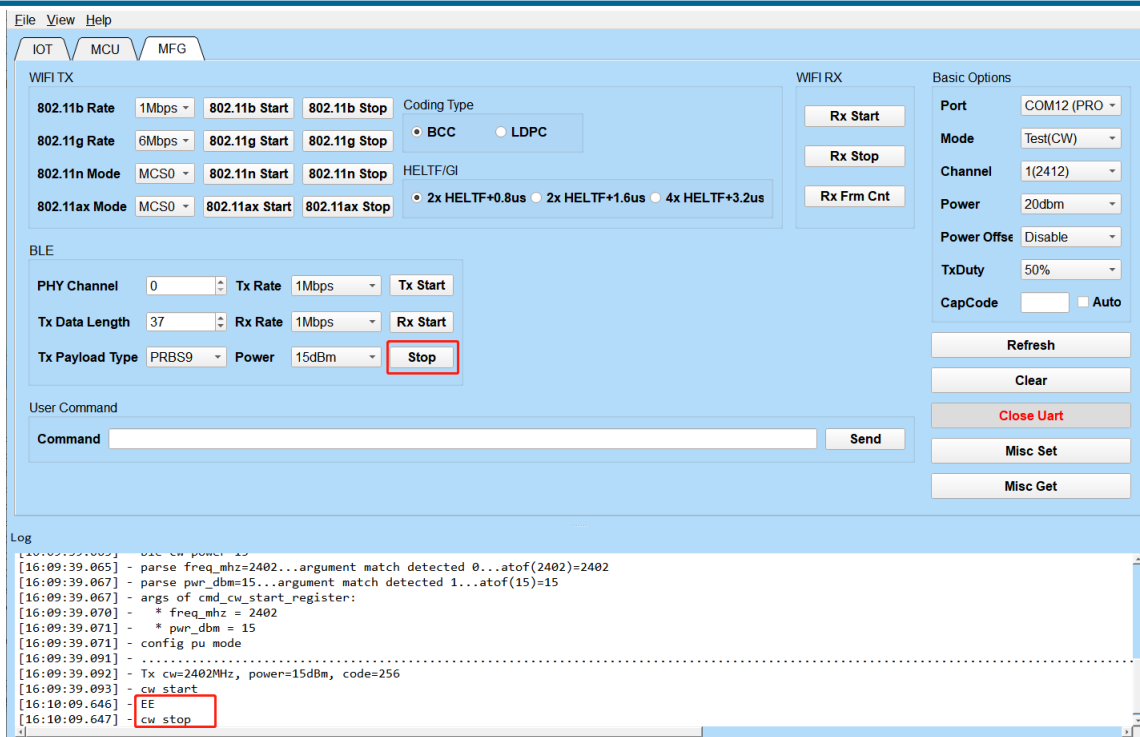 File View Help
IOT MCU MFG
WIFI TX
802.11b Rate 1Mbps 802.11b Start 802.11b Stop
802.11g Rate 6Mbps 802.11g Start 802.11g Stop
802.11n Mode MCS0 802.11n Start 802.11n Stop
802.11ax Mode MCS0 802.11ax Start 802.11ax Stop
Coding Type
BCC LDPC
HELTF/GI
2x HELTF+0.8us 2x HELTF+1.6us 4x HELTF+3.2us
WIFI RX
Rx Start
Rx Stop
Rx Frm Cnt
Basic Options
Port COM12 (PRO
Mode Test(CW)
Channel 1(2412)
Power 20dbm
Power Offse Disable
TxDuty 50%
CapCode Auto
Refresh
Clear
Close Uart
Misc Set
Misc Get
BLE
PHY Channel 0 Tx Rate 1Mbps Tx Start
Tx Data Length 37 Rx Rate 1Mbps Rx Start
Tx Payload Type PRBS9 Power 15dBm Stop
User Command
Command Send
Log
[16:09:39.065] - parse freq_mhz=2402...argument match detected 0...atof(2402)=2402
[16:09:39.067] - parse pwr_dbm=15...argument match detected 1...atof(15)=15
[16:09:39.067] - args of cmd_cw_start_register:
[16:09:39.070] - * freq_mhz = 2402
[16:09:39.071] - * pwr_dbm = 15
[16:09:39.071] - config pu mode
[16:09:39.091] - ....................................................................................................................................
[16:09:39.092] - Tx cw=2402MHz, power=15dBm, code=256
[16:09:39.093] - cw start
[16:10:09.646] - EE
[16:10:09.647] - cw stop